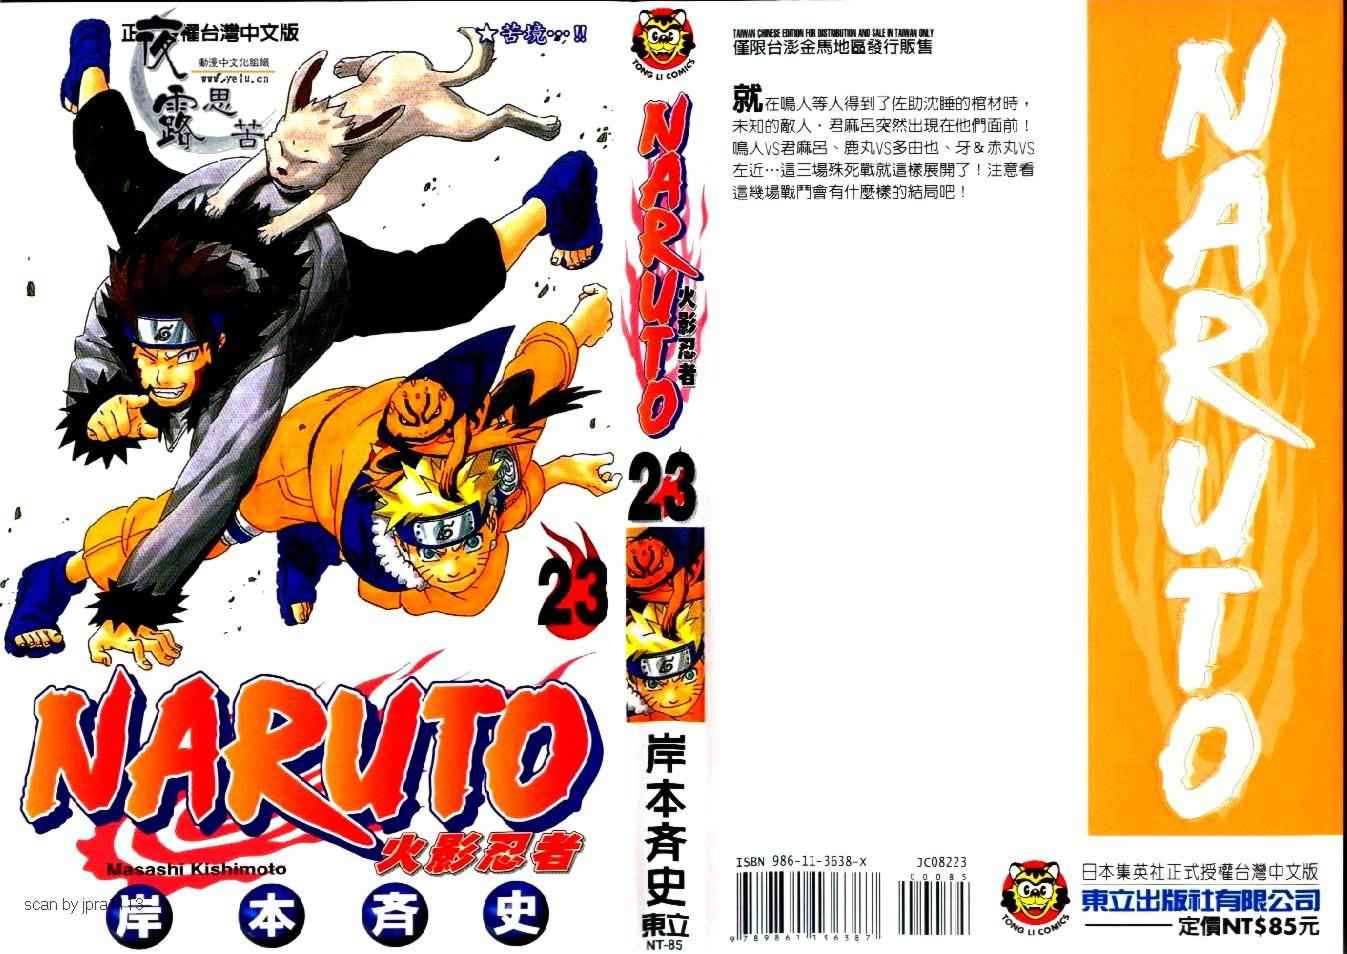 正 權台灣中文版
夜露思苦
動漫中文化組織
www.yelu.cn
★苦境…!!
23
NARUTO
火影忍者
Masashi Kishimoto
岸本斉史
scan by
TONG LI COMICS
NARUTO
火影忍者
23
岸本斉史
東立
NT-85
TAIWAN CHINESE EDITION FOR DISTRIBUTION AND SALE IN TAIWAN ONLY
僅限台澎金馬地區發行販售
就在鳴人等人得到了佐助沈睡的棺材時，
未知的敵人・君麻呂突然出現在他們面前！
鳴人VS君麻呂、鹿丸VS多由也、牙&赤丸VS
左近…這三場殊死戰就這樣展開了！注意看
這幾場戰鬥會有什麼樣的結局吧！
ISBN 986-11-3638-X
JC08223
00085
9789861136387
TONG LI COMICS
日本集英社正式授權台灣中文版
東立出版社有限公司
定價NT$85元
NARUTO